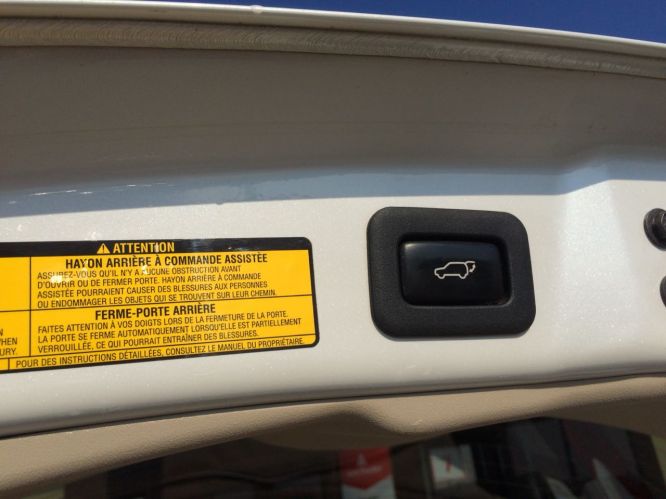 ATTENTION
HAYON ARRIÈRE À COMMANDE ASSISTÉE
ASSUREZ-VOUS QU'IL N'Y A AUCUNE OBSTRUCTION AVANT
D'OUVRIR OU DE FERMER PORTE. HAYON ARRIÈRE À COMMANDE
ASSISTÉE POURRAIENT CAUSER DES BLESSURES AUX PERSONNES
OU ENDOMMAGER LES OBJETS QUI SE TROUVENT SUR LEUR CHEMIN.
FERME-PORTE ARRIÈRE
FAITES ATTENTION À VOS DOIGTS LORS DE LA FERMETURE DE LA PORTE.
LA PORTE SE FERME AUTOMATIQUEMENT LORSQU'ELLE EST PARTIELLEMENT
VERROUILLÉE, CE QUI POURRAIT ENTRAÎNER DES BLESSURES.
POUR DES INSTRUCTIONS DÉTAILLÉES, CONSULTEZ LE MANUEL DU PROPRIÉTAIRE.